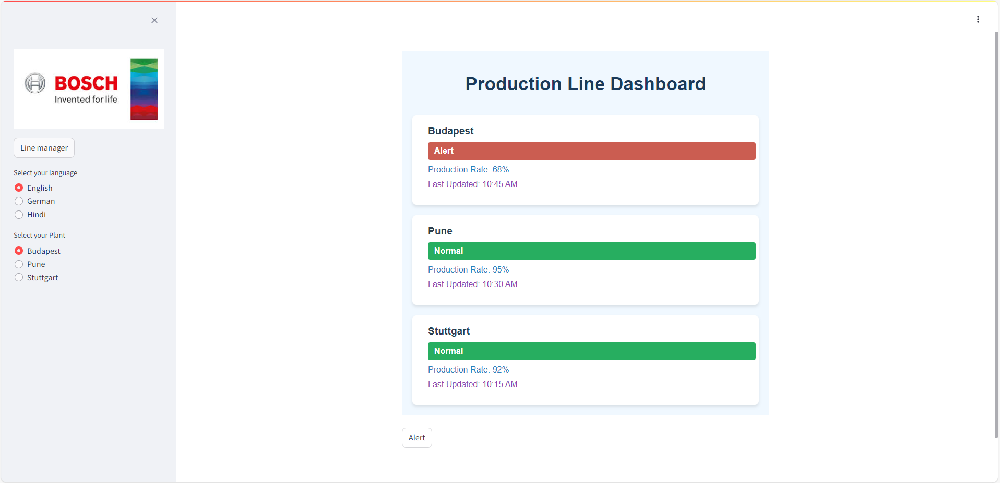 BOSCH
Invented for life
Line manager
Select your language
English
German
Hindi
Select your Plant
Budapest
Pune
Stuttgart
Production Line Dashboard
Budapest
Alert
Production Rate: 68%
Last Updated: 10:45 AM
Pune
Normal
Production Rate: 95%
Last Updated: 10:30 AM
Stuttgart
Normal
Production Rate: 92%
Last Updated: 10:15 AM
Alert